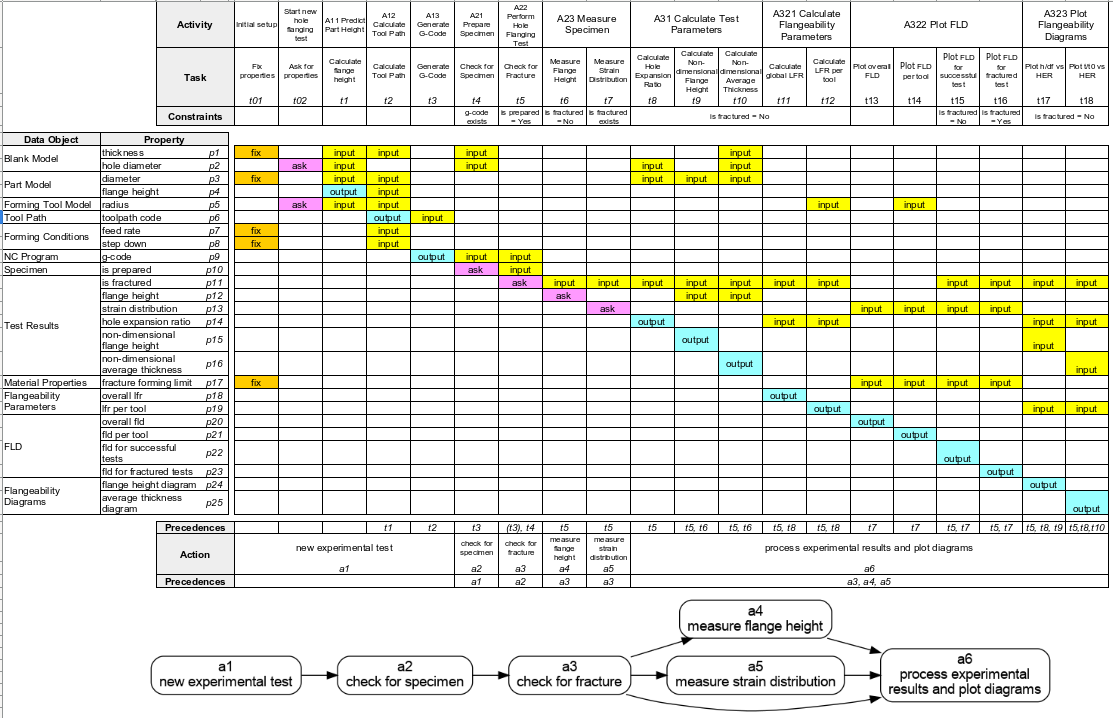 Activity Initial setup Start new hole flanging test A11 Predict Part Height A12 Calculate Tool Path A13 Generate G-Code A21 Prepare Specimen A22 Perform Hole Flanging Test A23 Measure Specimen A31 Calculate Test Parameters A321 Calculate Flangeability Parameters A322 Plot FLD A323 Plot Flangeability Diagrams
Task Fix properties Ask for properties Calculate flange height Calculate Tool Path Generate G-Code Check for Specimen Check for Fracture Measure Flange Height Measure Strain Distribution Calculate Hole Expansion Ratio Calculate Non-dimensional Flange Height Calculate Non-dimensional Average Thickness Calculate global LFR Calculate LFR per tool Plot overall FLD Plot FLD per tool Plot FLD for successful test Plot FLD for fractured test Plot h/df vs HER Plot t/t0 vs HER
t01 t02 t1 t2 t3 t4 t5 t6 t7 t8 t9 t10 t11 t12 t13 t14 t15 t16 t17 t18
Constraints g-code exists is prepared = Yes is fractured = No is fractured exists is fractured = No is fractured = No is fractured = Yes is fractured = No
Data Object Property
Blank Model thickness p1 fix input input input input
hole diameter p2 ask input input input input
Part Model diameter p3 fix input input input input input
flange height p4 output input
Forming Tool Model radius p5 ask input input input input
Tool Path toolpath code p6 output input
Forming Conditions feed rate p7 fix input
step down p8 fix input
NC Program g-code p9 output input input
Specimen is prepared p10 ask input
Test Results is fractured p11 ask input input input input input input input input input input input
flange height p12 ask input input
strain distribution p13 ask input input input input
hole expansion ratio p14 output input input input input
non-dimensional flange height p15 output input
non-dimensional average thickness p16 output input
Material Properties fracture forming limit p17 fix input input input input
Flangeability Parameters overall lfr p18 output
lfr per tool p19 output input input
FLD overall fld p20 output
fld per tool p21 output
fld for successful tests p22 output
fld for fractured tests p23 output
Flangeability Diagrams flange height diagram p24 output
average thickness diagram p25 output
Precedences t1 t2 t3 (t3), t4 t5 t5 t5 t5, t6 t5, t6 t5, t8 t5, t8 t7 t7 t5, t7 t5, t7 t5, t8, t9 t5,t8,t10
Action new experimental test check for specimen check for fracture measure flange height measure strain distribution process experimental results and plot diagrams
a1 a2 a3 a4 a5 a6
Precedences a1 a2 a3 a3 a3, a4, a5
a4
measure flange height
a1
new experimental test
a2
check for specimen
a3
check for fracture
a5
measure strain distribution
a6
process experimental
results and plot diagrams